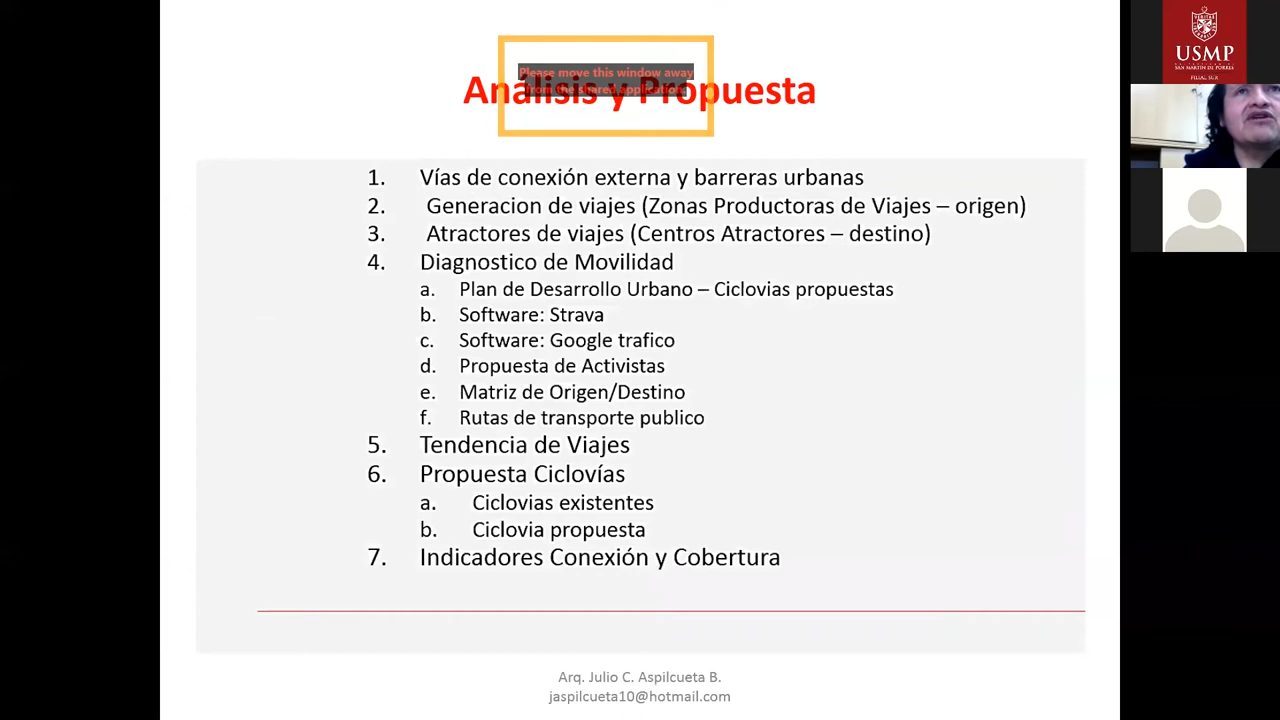 Análisis y Propuesta
Please move this window away
from the shared application
1. Vías de conexión externa y barreras urbanas
2. Generacion de viajes (Zonas Productoras de Viajes – origen)
3. Atractores de viajes (Centros Atractores – destino)
4. Diagnostico de Movilidad
a. Plan de Desarrollo Urbano – Ciclovias propuestas
b. Software: Strava
c. Software: Google trafico
d. Propuesta de Activistas
e. Matriz de Origen/Destino
f. Rutas de transporte publico
5. Tendencia de Viajes
6. Propuesta Ciclovías
a. Ciclovias existentes
b. Ciclovia propuesta
7. Indicadores Conexión y Cobertura
Arq. Julio C. Aspilcueta B.
jaspilcueta10@hotmail.com
USMP
SAN MARTIN DE PORRES
FILIAL SUR